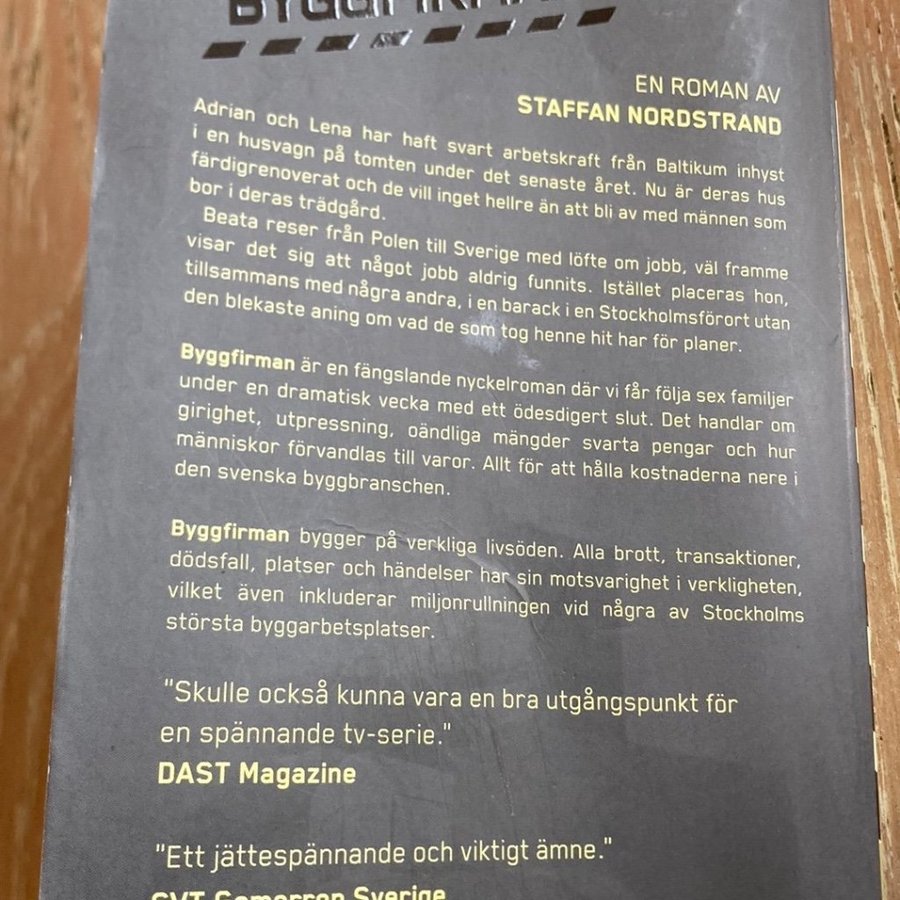 BYGGFIRMAN
EN ROMAN AV
STAFFAN NORDSTRAND
Adrian och Lena har haft svart arbetskraft från Baltikum inhyst
i en husvagn på tomten under det senaste året. Nu är deras hus
färdigrenoverat och de vill inget hellre än att bli av med männen som
bor i deras trädgård.
Beata reser från Polen till Sverige med löfte om jobb, väl framme
visar det sig att något jobb aldrig funnits. Istället placeras hon,
tillsammans med några andra, i en barack i en Stockholmsförort utan
den blekaste aning om vad de som tog henne hit har för planer.
Byggfirman är en fängslande nyckelroman där vi får följa sex familjer
under en dramatisk vecka med ett ödesdigert slut. Det handlar om
girighet, utpressning, oändliga mängder svarta pengar och hur
människor förvandlas till varor. Allt för att hålla kostnaderna nere i
den svenska byggbranschen.
Byggfirman bygger på verkliga livsöden. Alla brott, transaktioner,
dödsfall, platser och händelser har sin motsvarighet i verkligheten,
vilket även inkluderar miljonrullningen vid några av Stockholms
största byggarbetsplatser.
"Skulle också kunna vara en bra utgångspunkt för
en spännande tv-serie."
DAST Magazine
"Ett jättespännande och viktigt ämne."
SVT Gomorron Sverige